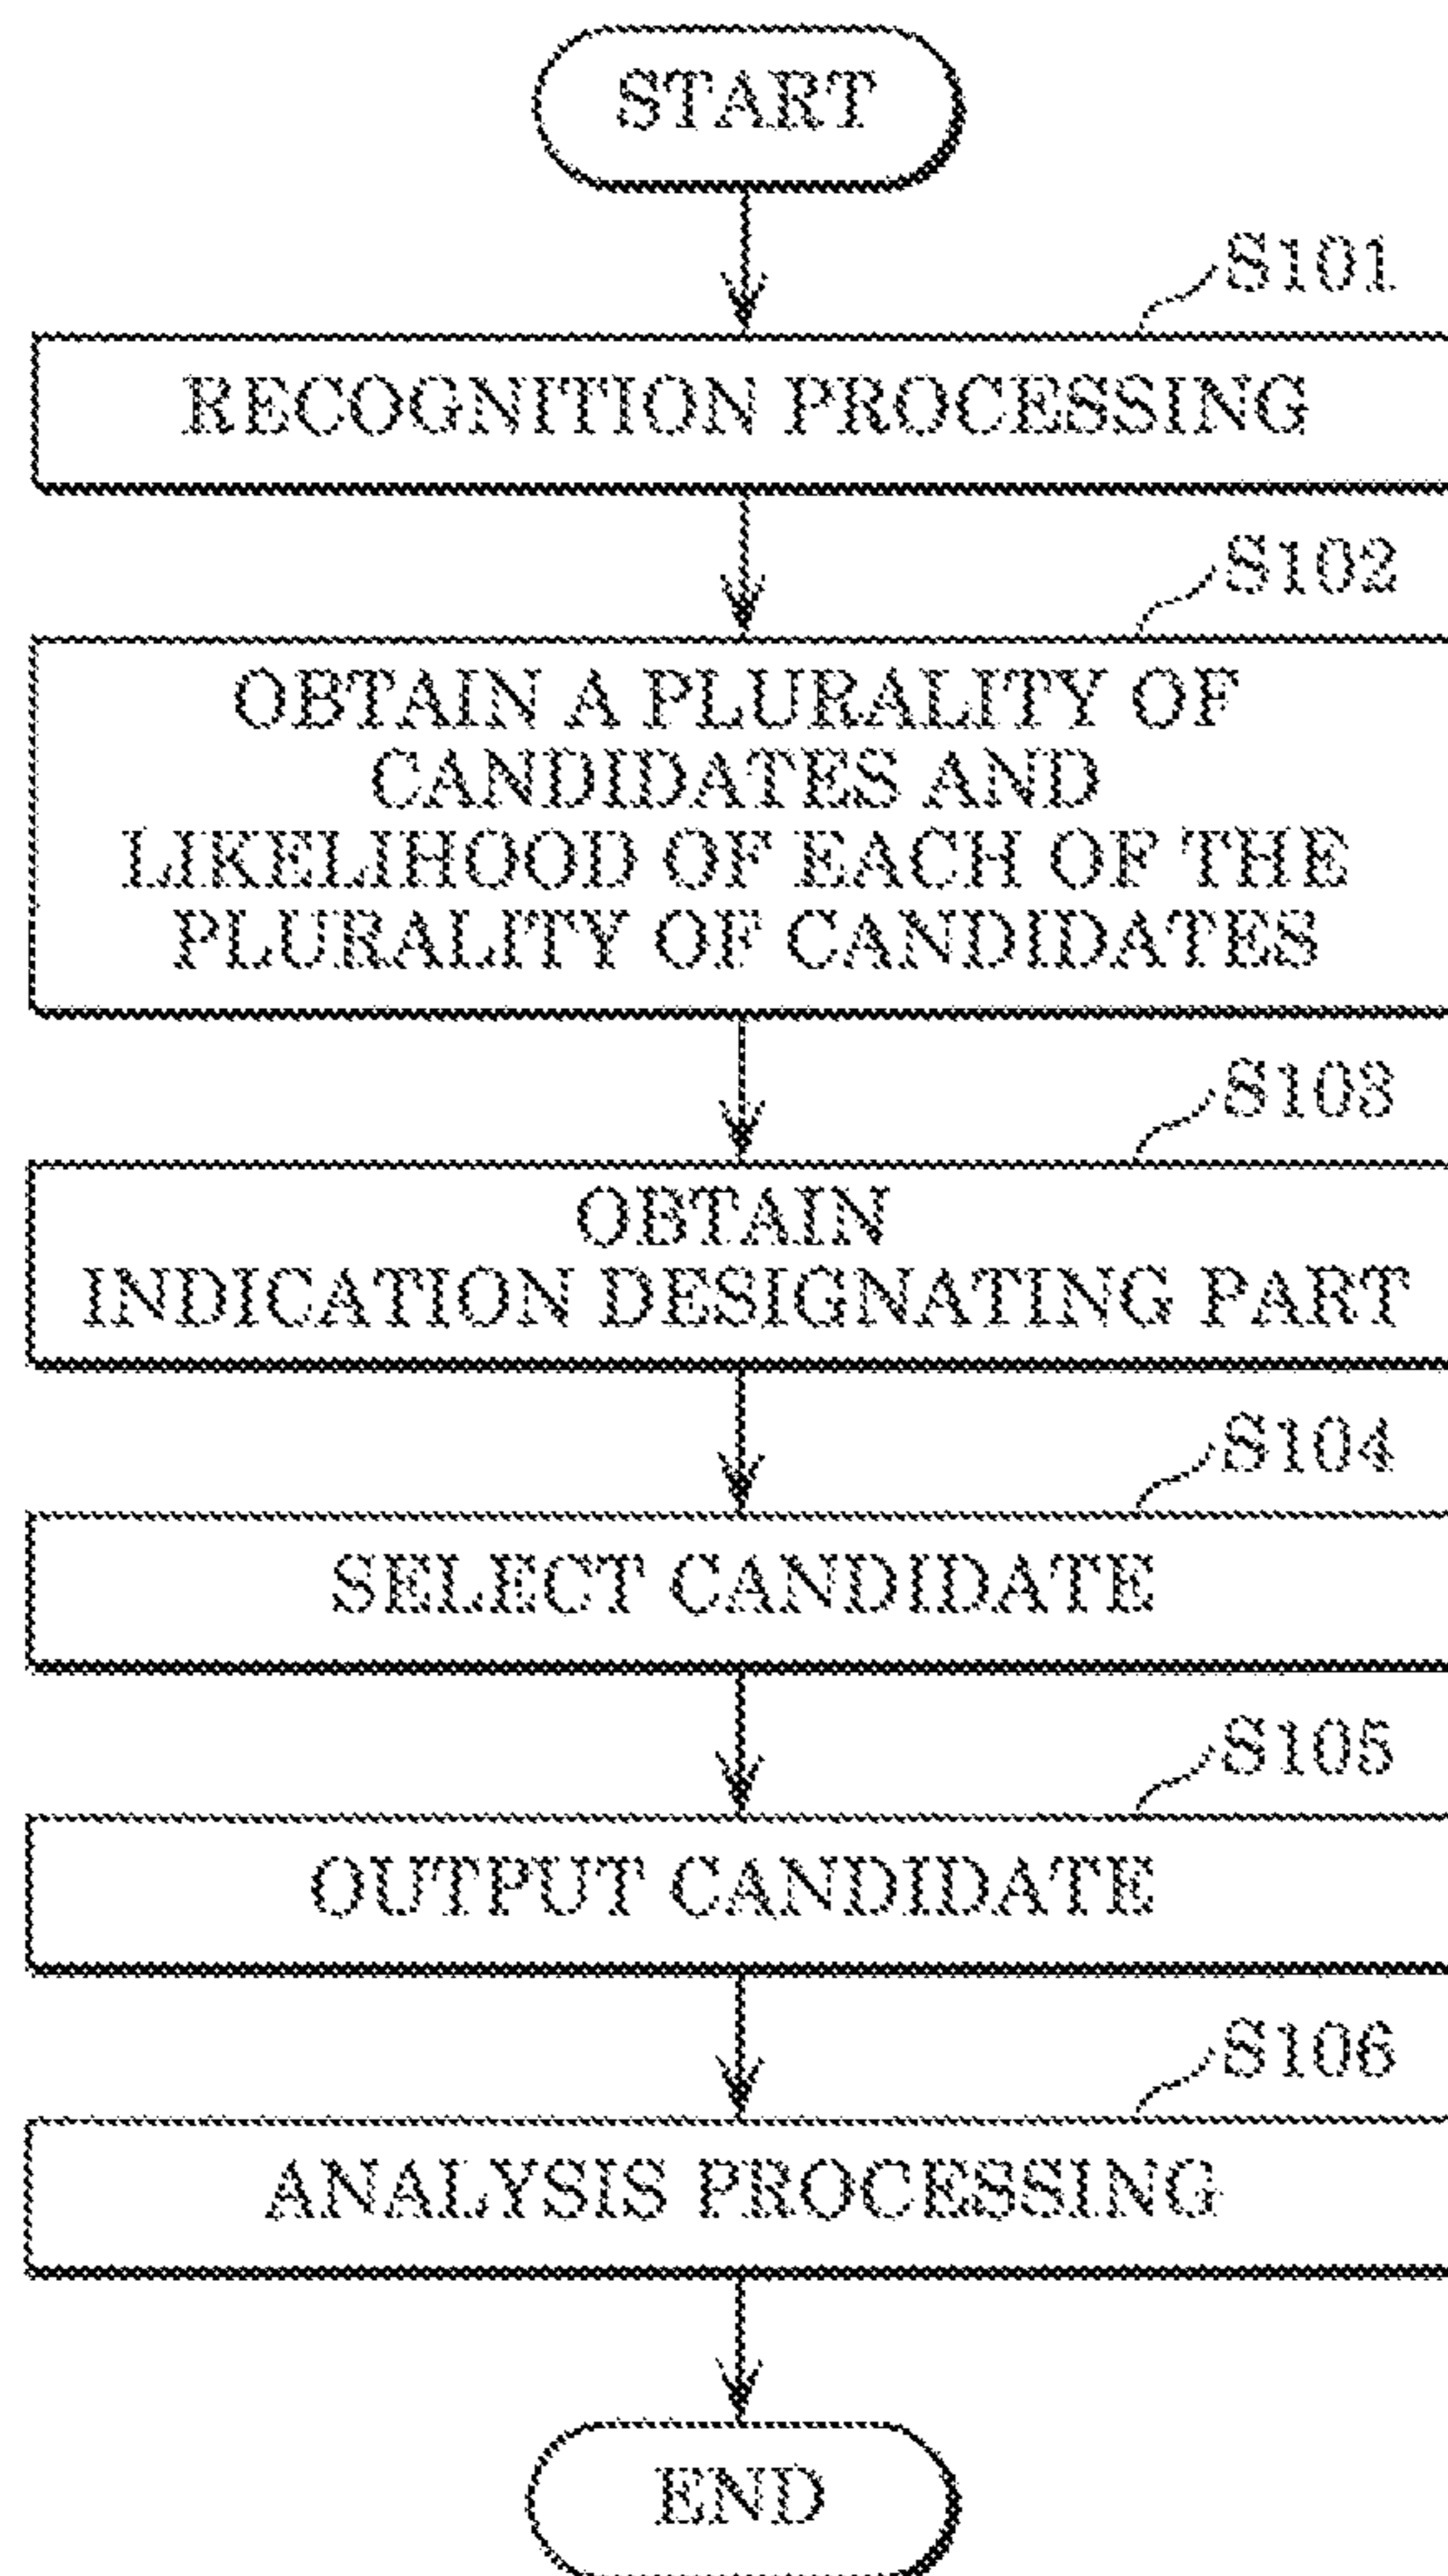 START
S101
RECOGNITION PROCESSING
S102
OBTAIN A PLURALITY OF
CANDIDATES AND
LIKELIHOOD OF EACH OF THE
PLURALITY OF CANDIDATES
S103
OBTAIN
INDICATION DESIGNATING PART
S104
SELECT CANDIDATE
S105
OUTPUT CANDIDATE
S106
ANALYSIS PROCESSING
END